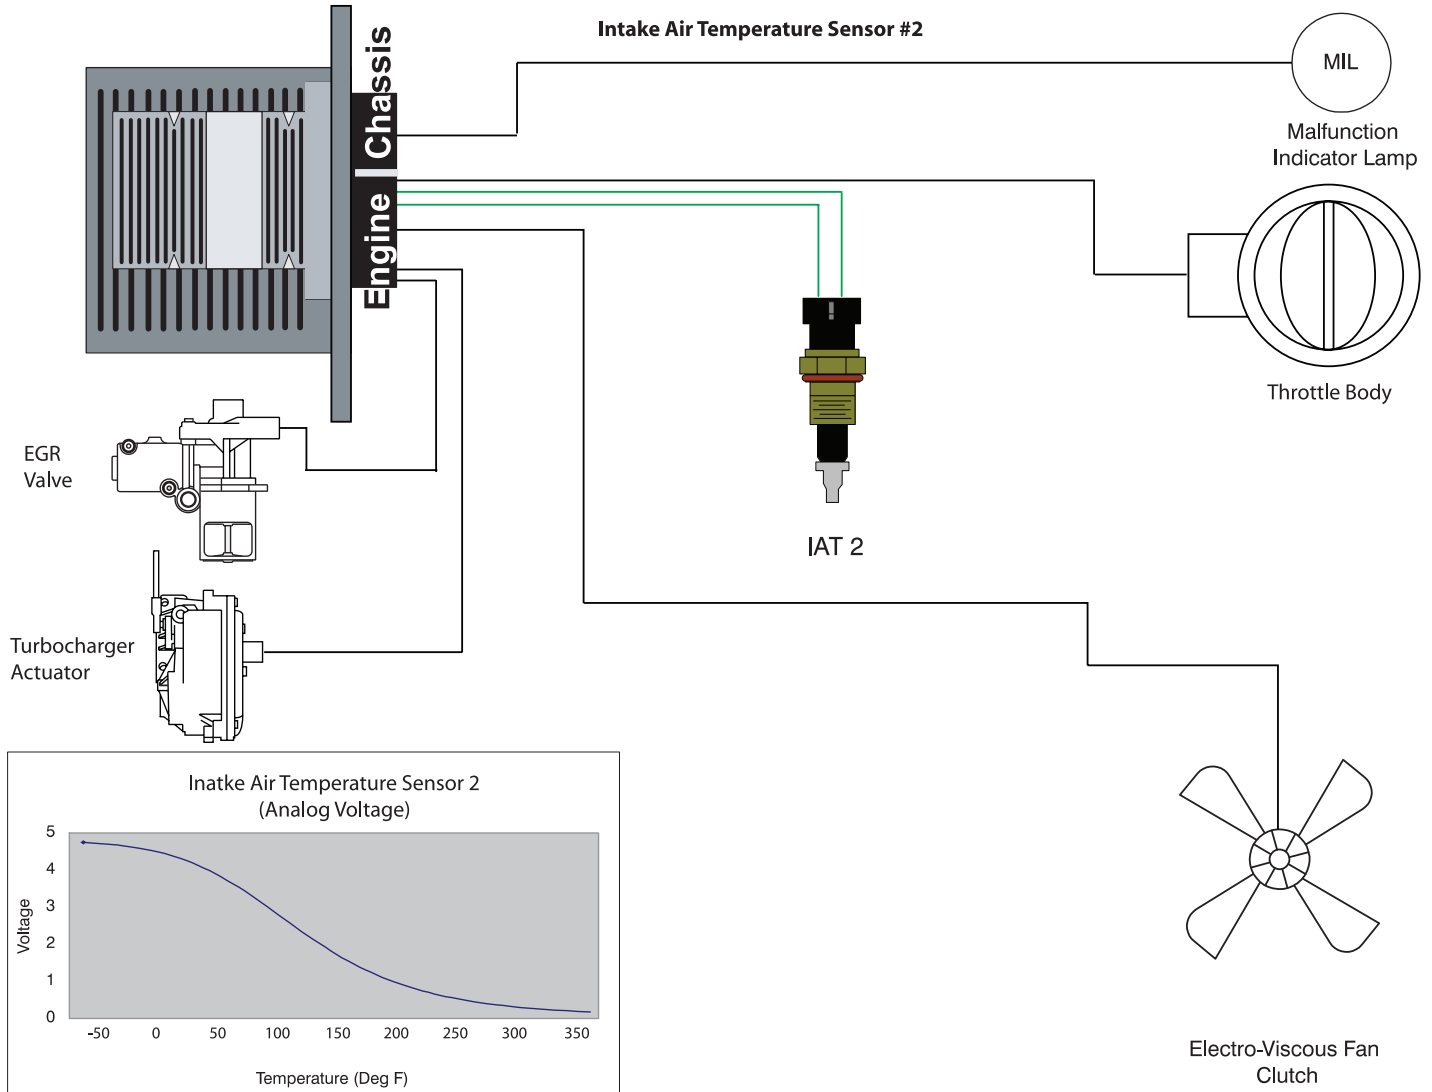 Intake Air Temperature Sensor #2
Chassis
Engine
MIL
Malfunction
Indicator Lamp
Throttle Body
EGR
Valve
IAT 2
Turbocharger
Actuator
Inatke Air Temperature Sensor 2
(Analog Voltage)
Voltage
5
4
3
2
1
0
-50 0 50 100 150 200 250 300 350
Temperature (Deg F)
Electro-Viscous Fan
Clutch